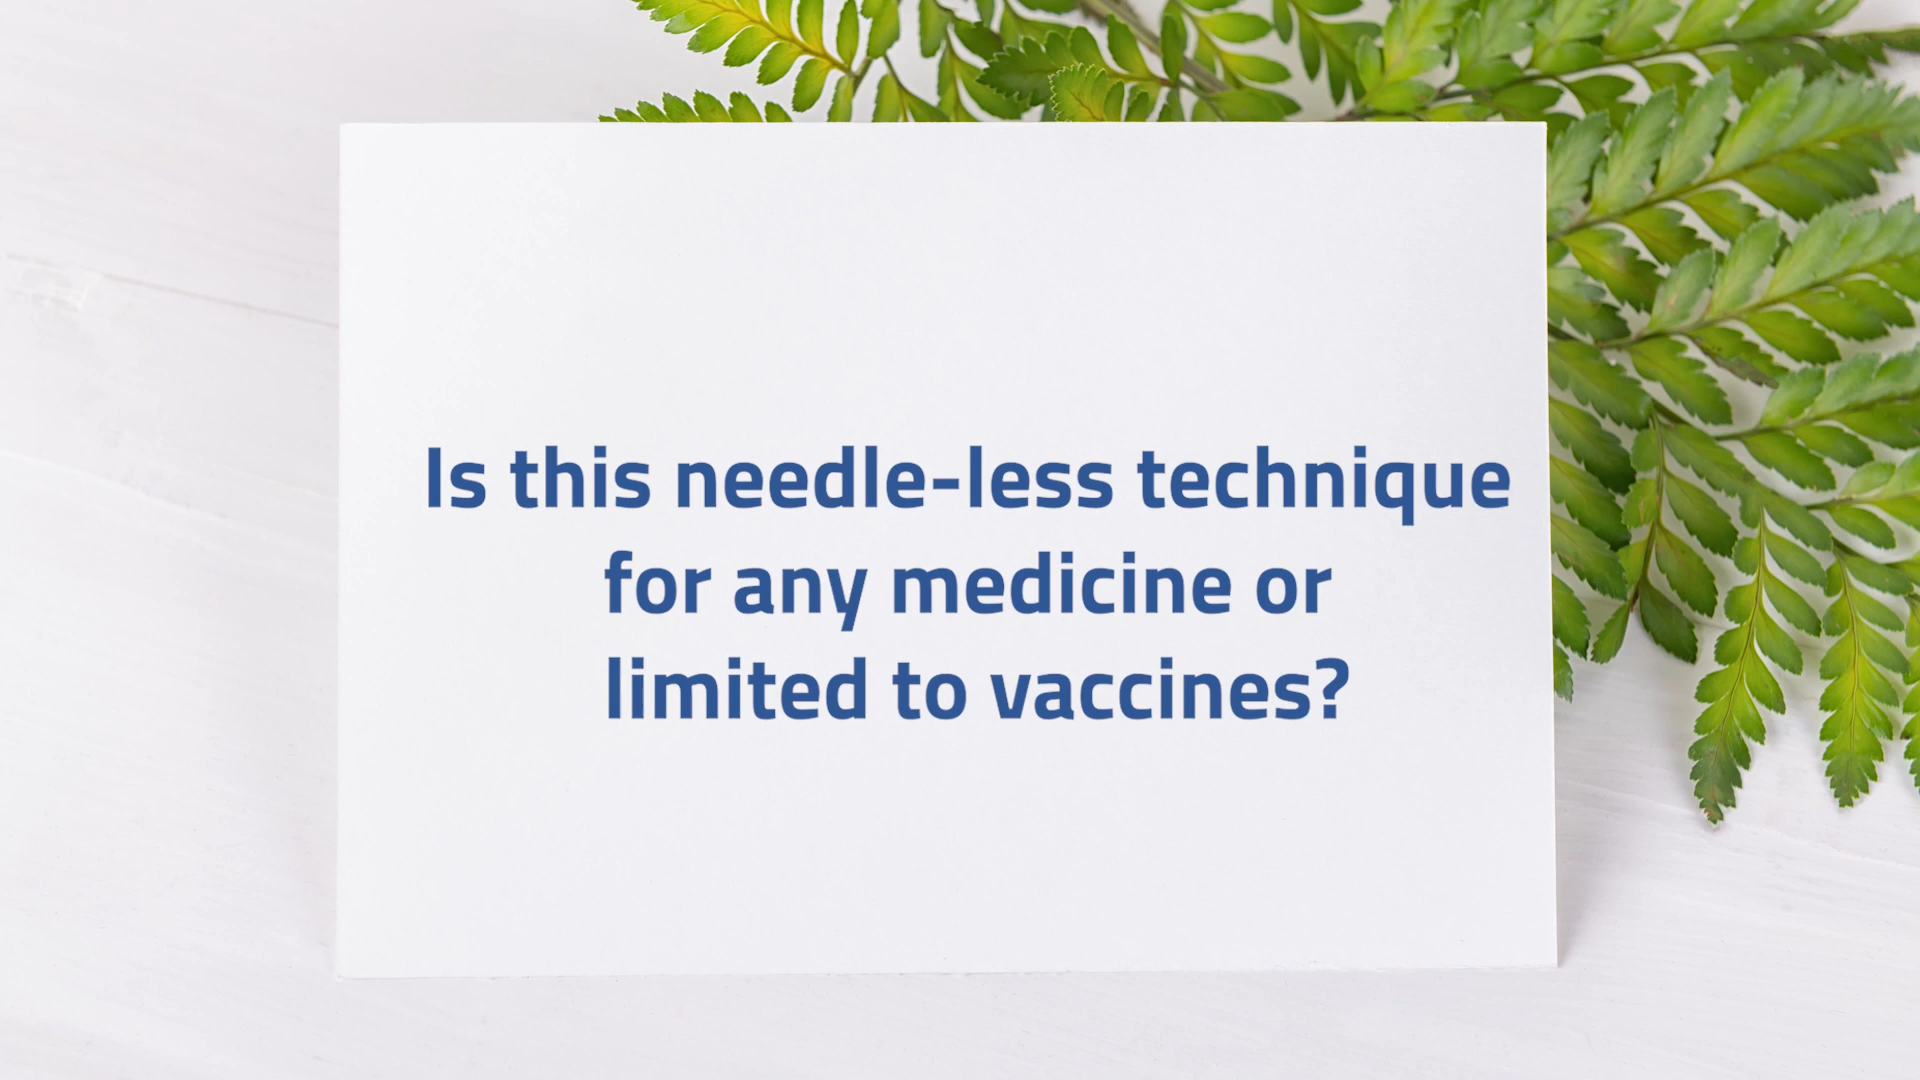 Is this needle-less technique
for any medicine or
limited to vaccines?